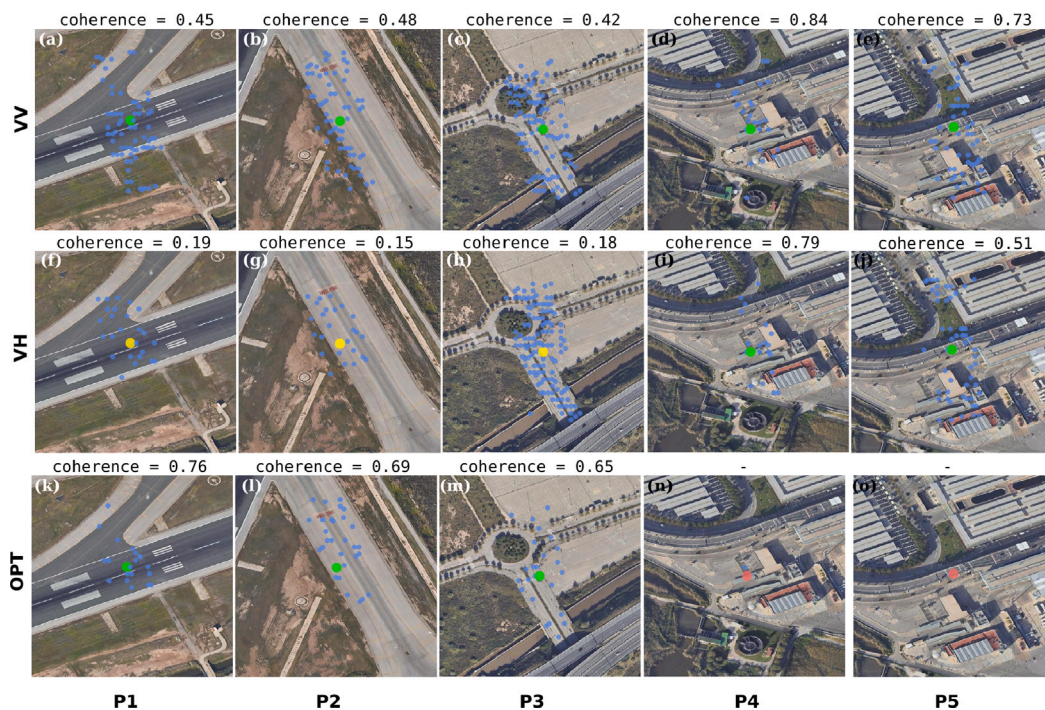 coherence = 0.45 coherence = 0.48 coherence = 0.42 coherence = 0.84 coherence = 0.73
VV (a) (b) (c) (d) (e)
coherence = 0.19 coherence = 0.15 coherence = 0.18 coherence = 0.79 coherence = 0.51
VH (f) (g) (h) (i) (j)
coherence = 0.76 coherence = 0.69 coherence = 0.65 - -
OPT (k) (l) (m) (n) (o)
P1 P2 P3 P4 P5